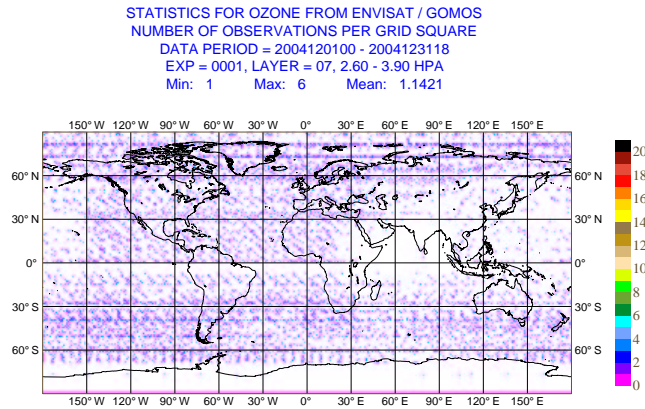 STATISTICS FOR OZONE FROM ENVISAT / GOMOS
NUMBER OF OBSERVATIONS PER GRID SQUARE
DATA PERIOD = 2004120100 - 2004123118
EXP = 0001, LAYER = 07, 2.60 - 3.90 HPA
Min: 1 Max: 6 Mean: 1.1421
150°W 120°W 90°W 60°W 30°W 0° 30°E 60°E 90°E 120°E 150°E
60°N 60°N
30°N 30°N
0° 0°
30°S 30°S
60°S 60°S
150°W 120°W 90°W 60°W 30°W 0° 30°E 60°E 90°E 120°E 150°E
20
18
16
14
12
10
8
6
4
2
0